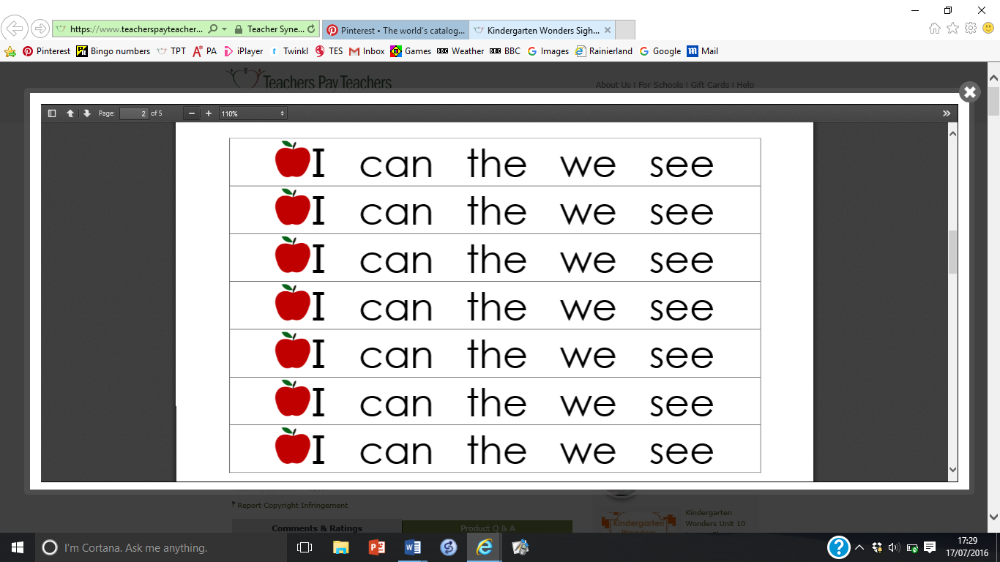 https://www.teacherspayteacher... Teacher Syne... Pinterest • The world's catalog... Kindergarten Wonders Sigh...
Pinterest Bingo numbers TPT PA iPlayer Twinkl TES Inbox Games BBC Weather BBC BBC Images Rainierland Google Mail
Teachers Pay Teachers
About Us | For Schools | Gift Cards | Help
Page: 2 of 5 110%
I can the we see
I can the we see
I can the we see
I can the we see
I can the we see
I can the we see
I can the we see
Report Copyright Infringement
Comments & Ratings Product Q & A
Kindergarten Wonders
Kindergarten
Wonders Unit 10
I'm Cortana. Ask me anything.
17:29
17/07/2016